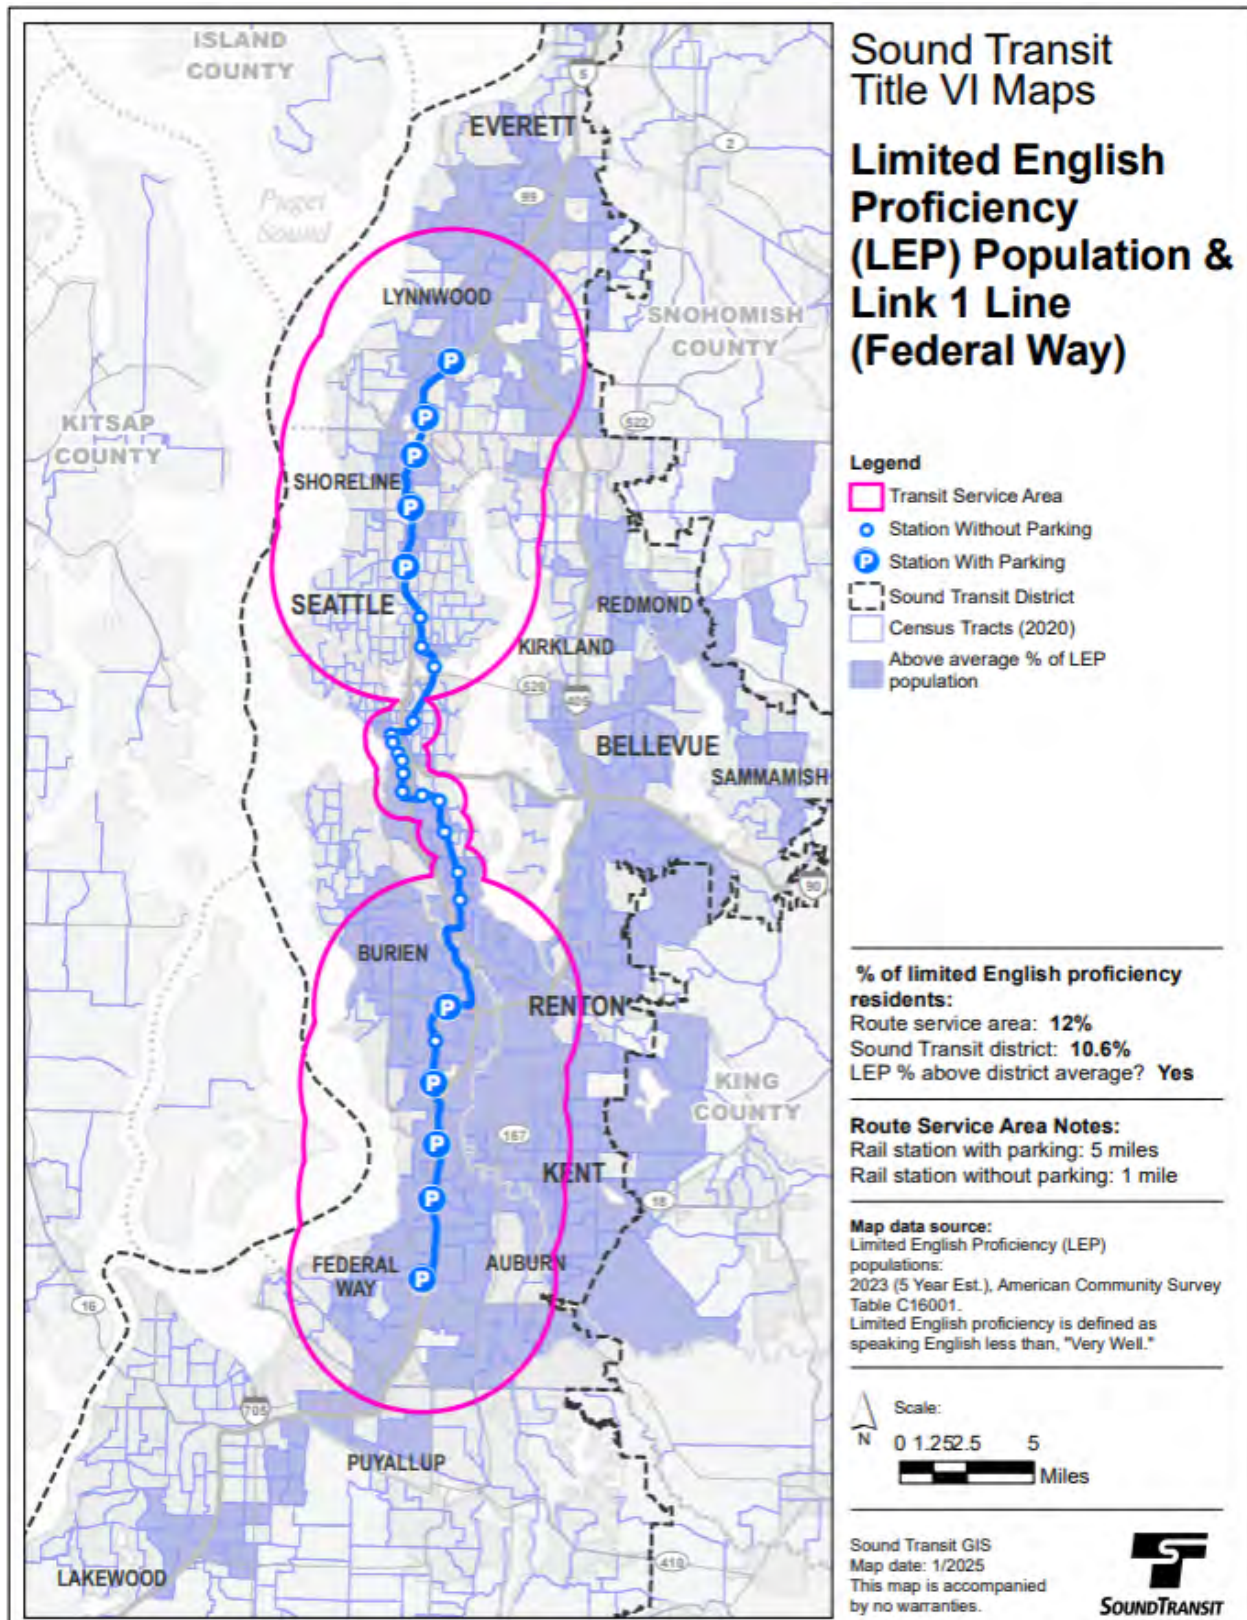 Sound Transit
Title VI Maps
Limited English
Proficiency
(LEP) Population &
Link 1 Line
(Federal Way)
Legend
Transit Service Area
Station Without Parking
P Station With Parking
Sound Transit District
Census Tracts (2020)
Above average % of LEP
population
% of limited English proficiency
residents:
Route service area: 12%
Sound Transit district: 10.6%
LEP % above district average? Yes
Route Service Area Notes:
Rail station with parking: 5 miles
Rail station without parking: 1 mile
Map data source:
Limited English Proficiency (LEP)
populations:
2023 (5 Year Est.), American Community Survey
Table C16001.
Limited English proficiency is defined as
speaking English less than, "Very Well."
N
Scale:
0 1.252.5 5
Miles
Sound Transit GIS
Map date: 1/2025
This map is accompanied
by no warranties.
SOUNDTRANSIT
ISLAND
COUNTY
5
EVERETT
2
99
Puget
Sound
LYNNWOOD
SNOHOMISH
COUNTY
P
P
522
KITSAP
COUNTY
P
SHORELINE
P
P
SEATTLE
REDMOND
KIRKLAND
520
405
BELLEVUE
SAMMAMISH
90
BURIEN
P
RENTON
P
KING
COUNTY
167
P
KENT
P
18
FEDERAL
WAY
P
AUBURN
16
705
PUYALLUP
410
LAKEWOOD